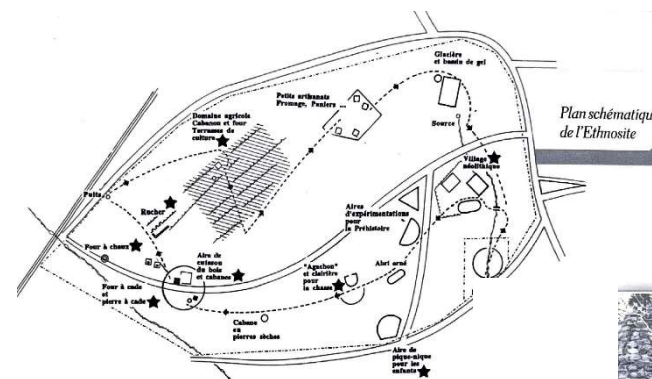 Glacière
et bassin de gel
Petits artisanats
Fromage, Paniers ...
Domaine agricole
Cabanon et four
Terrasses de
culture
Plan schématiqu
de l'Ethnosite
Source
Village
néolithique
Puits
Rucher
Aires
d'expérimentations
pour
la Préhistoire
Four à chaux
Aire de
cuisson
du bois
et cabanes
"Agachon"
et clairière
pour
la chasse
Abri orné
Four à cade
et
pierre à cade
Cabane
en
pierres sèches
Aire de
pique-nique
pour les
enfants